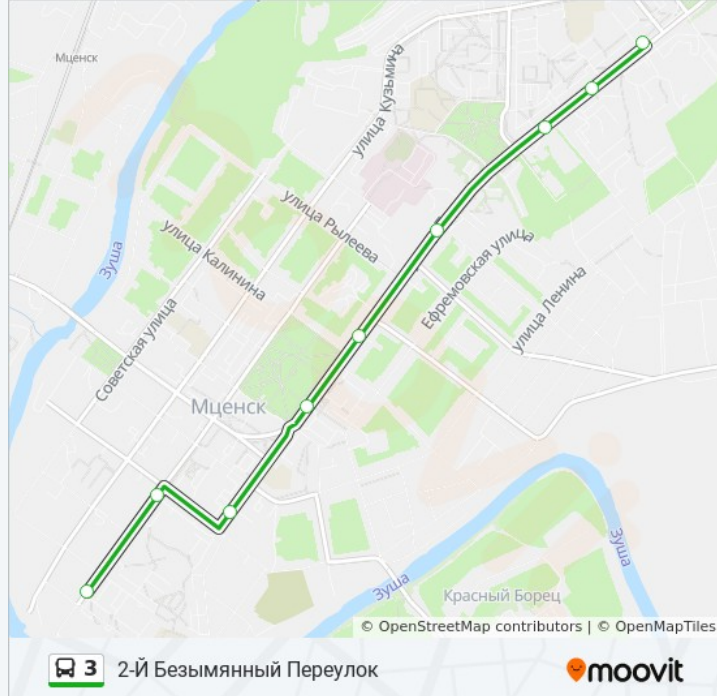 Мценск
улица Кузьмина
улица Рылеева
улица Калинина
Зуша
Ефремовская улица
улица Ленина
Советская улица
Мценск
Зуша
Зуша
Красный Борец
© OpenStreetMap contributors | © OpenMapTiles
3 2-Й Безымянный Переулок moovit